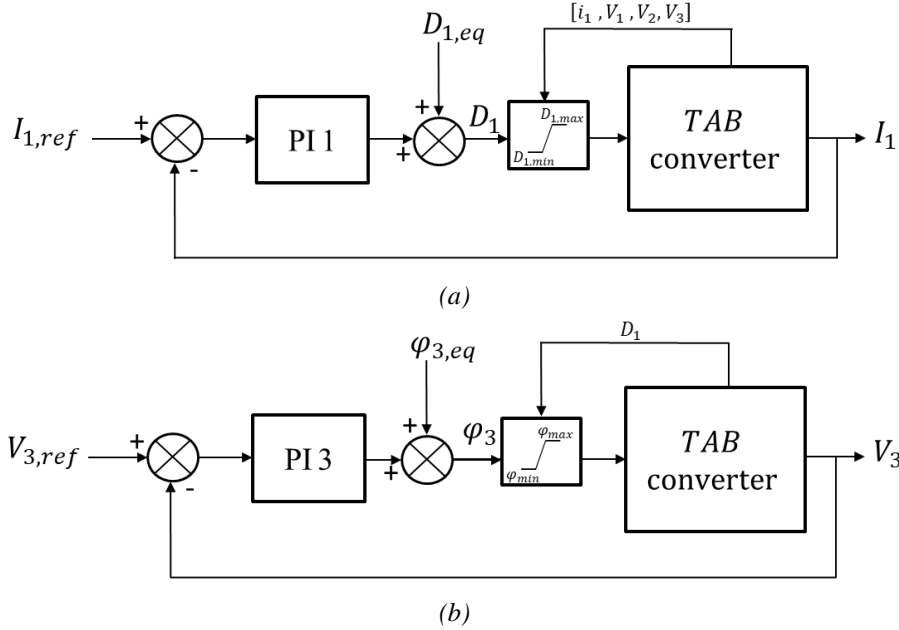 [i₁ , V₁ , V₂, V₃]
D₁,eq
I₁,ref
+
-
PI 1
+
+
D₁
D₁,max
D₁,min
TAB
converter
I₁
(a)
D₁
φ₃,eq
V₃,ref
+
-
PI 3
+
+
φ₃
φmax
φmin
TAB
converter
V₃
(b)